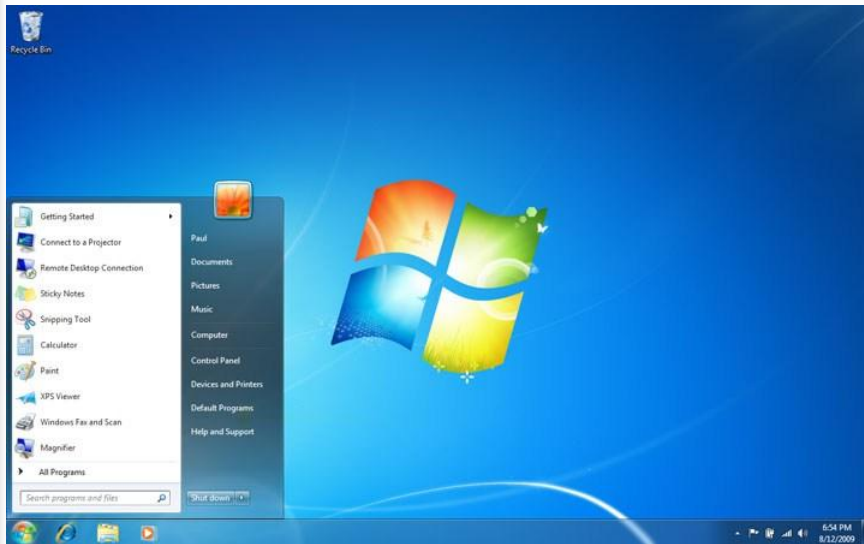 Recycle Bin
Getting Started
Connect to a Projector
Remote Desktop Connection
Sticky Notes
Snipping Tool
Calculator
Paint
XPS Viewer
Windows Fax and Scan
Magnifier
All Programs
Search programs and files
Paul
Documents
Pictures
Music
Computer
Control Panel
Devices and Printers
Default Programs
Help and Support
Shut down
6:54 PM
8/12/2009